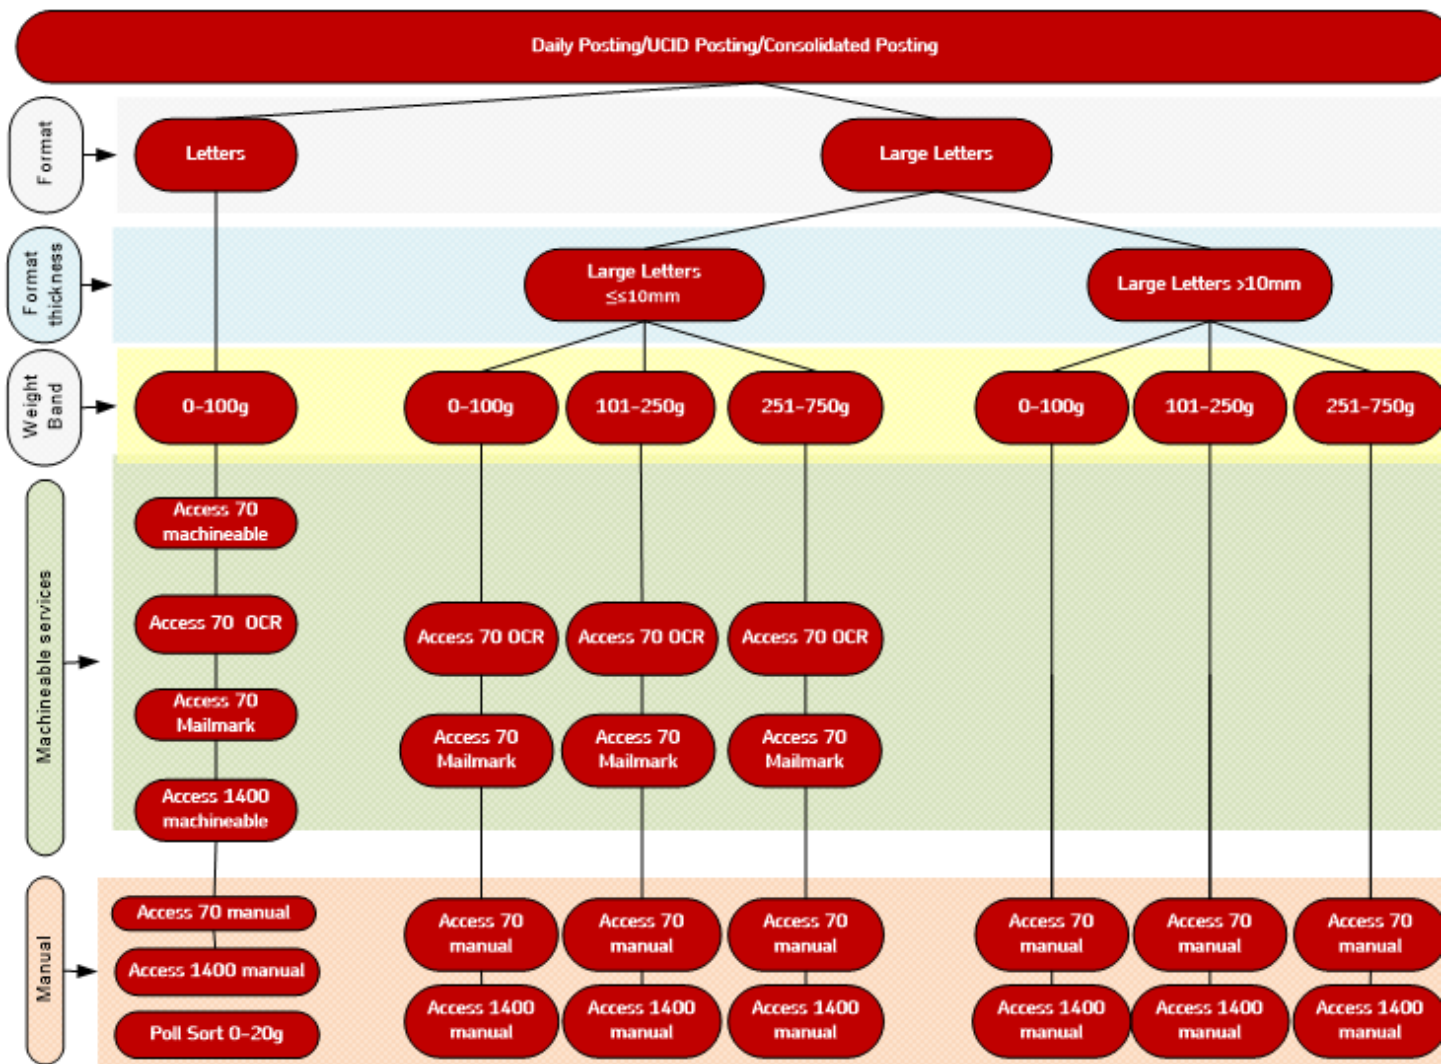 Daily Posting/UCID Posting/Consolidated Posting
Format
Letters
Large Letters
Format
thickness
Large Letters
≤≤10mm
Large Letters >10mm
Weight
Band
0-100g
0-100g
101-250g
251-750g
0-100g
101-250g
251-750g
Machineable services
Access 70
machineable
Access 70 OCR
Access 70 OCR
Access 70 OCR
Access 70 OCR
Access 70
Mailmark
Access 70
Mailmark
Access 70
Mailmark
Access 70
Mailmark
Access 1400
machineable
Manual
Access 70 manual
Access 70
manual
Access 70
manual
Access 70
manual
Access 70
manual
Access 70
manual
Access 70
manual
Access 1400 manual
Access 1400
manual
Access 1400
manual
Access 1400
manual
Access 1400
manual
Access 1400
manual
Access 1400
manual
Poll Sort 0-20g